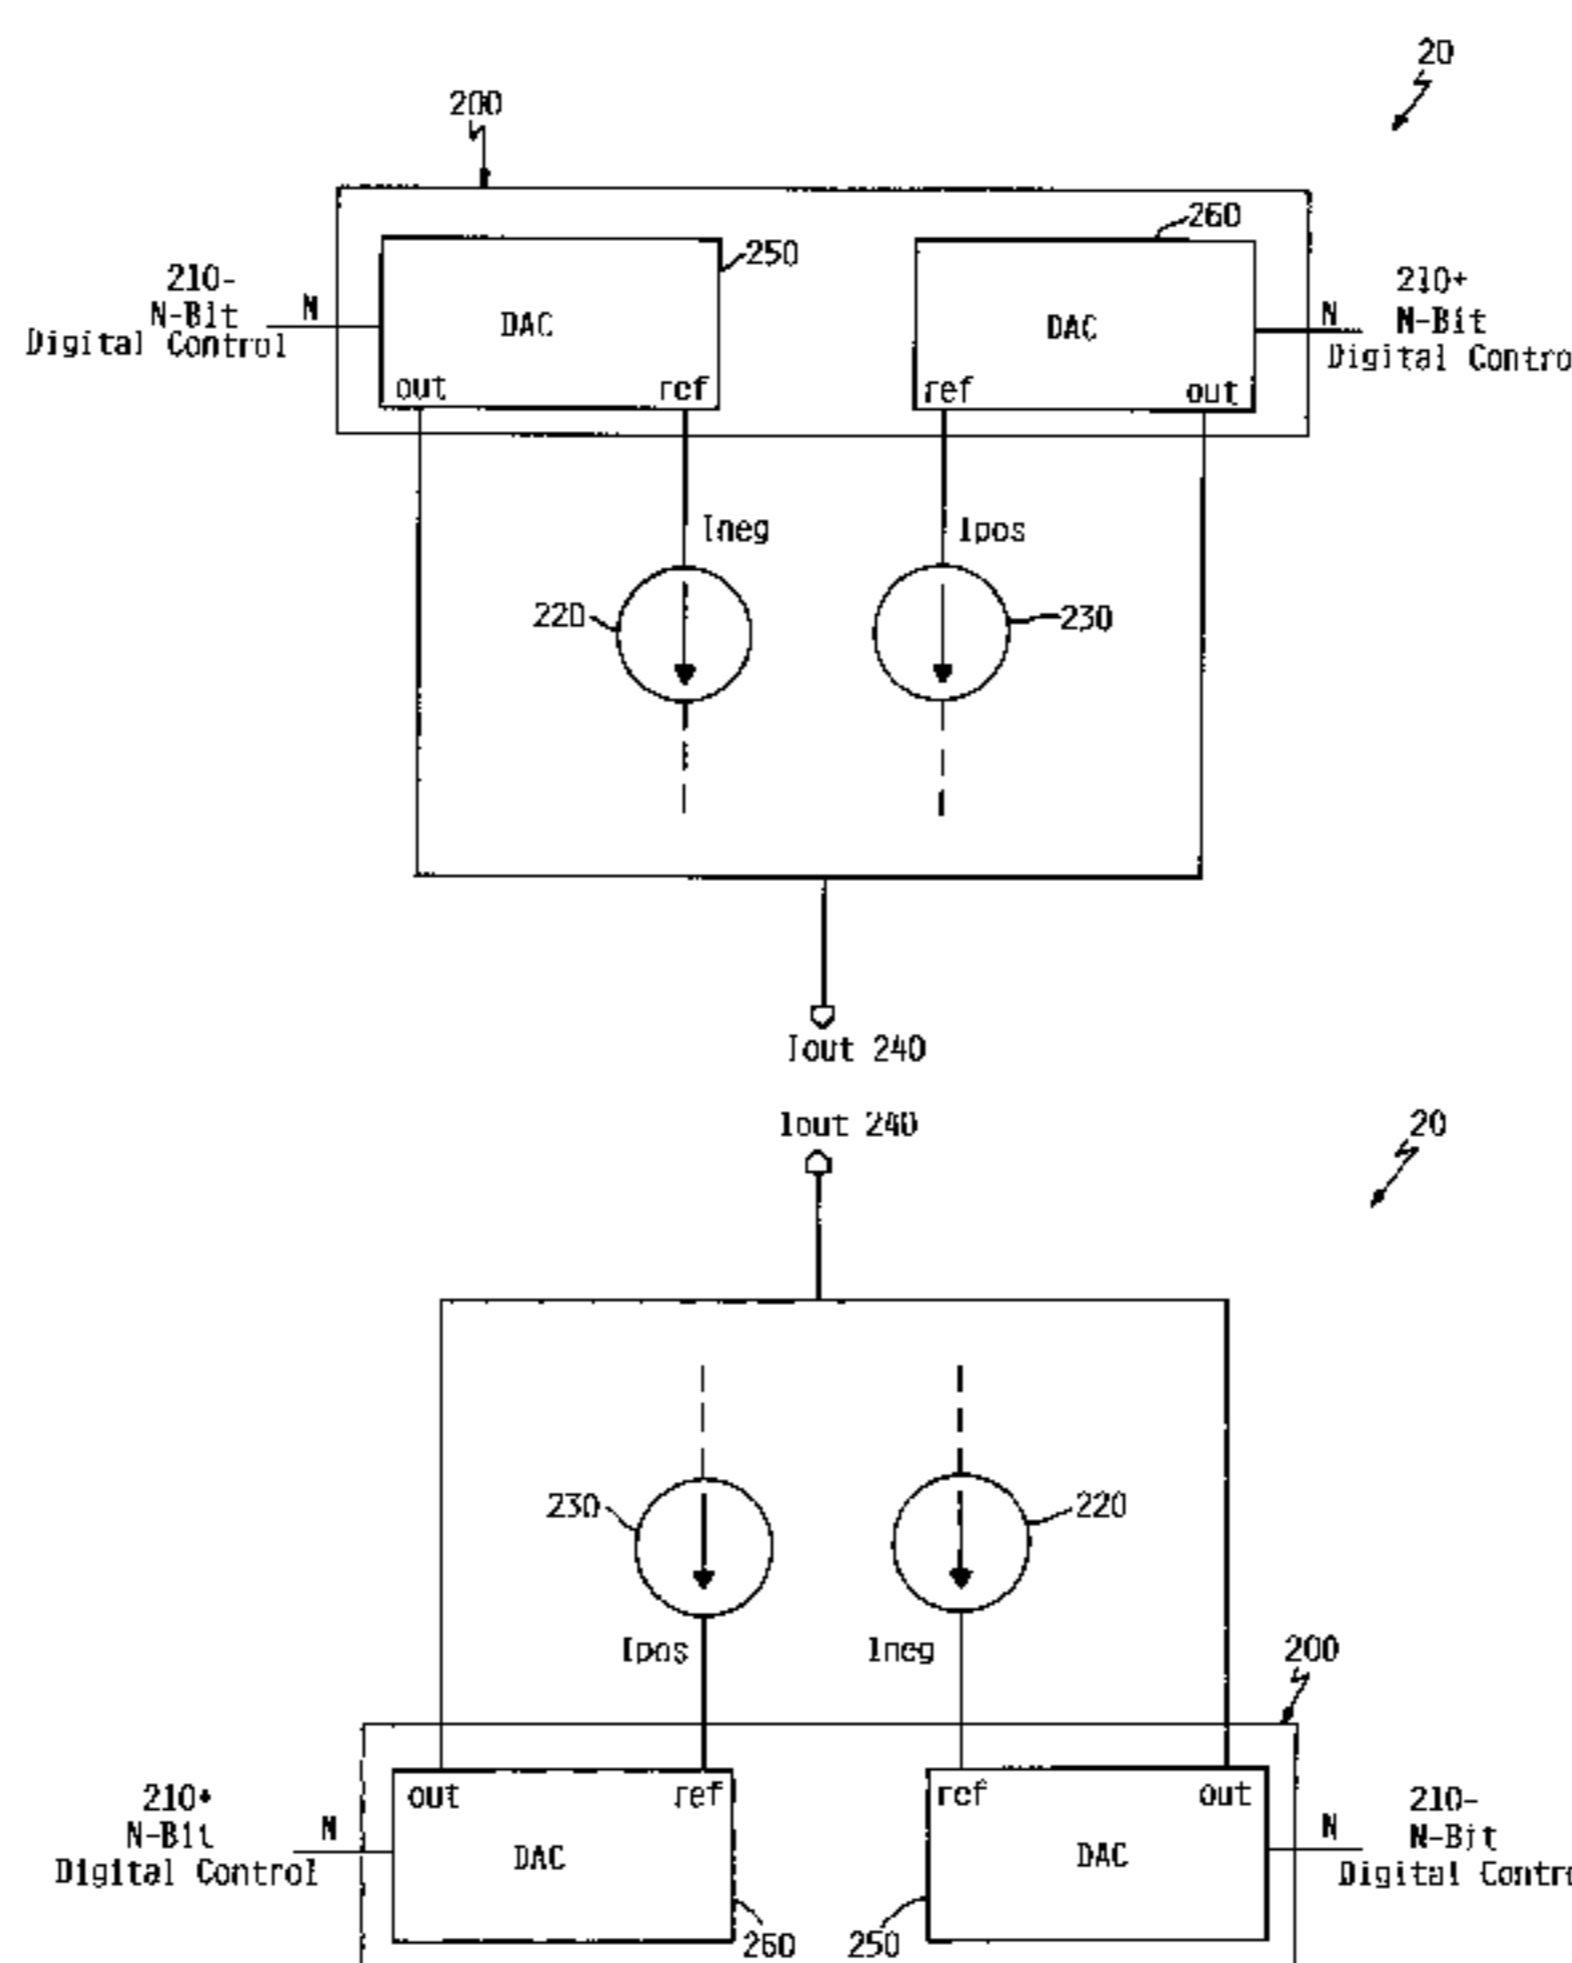 20
200
260
250
210-
N-Bit
Digital Control
N
DAC
DAC
N
210+
N-Bit
Digital Contro
out
ref
ref
out
Ineg
Ipos
220
230
Iout 240
Iout 240
20
230
220
Ipos
Ineg
200
210+
N-Bit
Digital Control
N
out
ref
DAC
ref
out
DAC
N
210-
N-Bit
Digital Contro
260
250